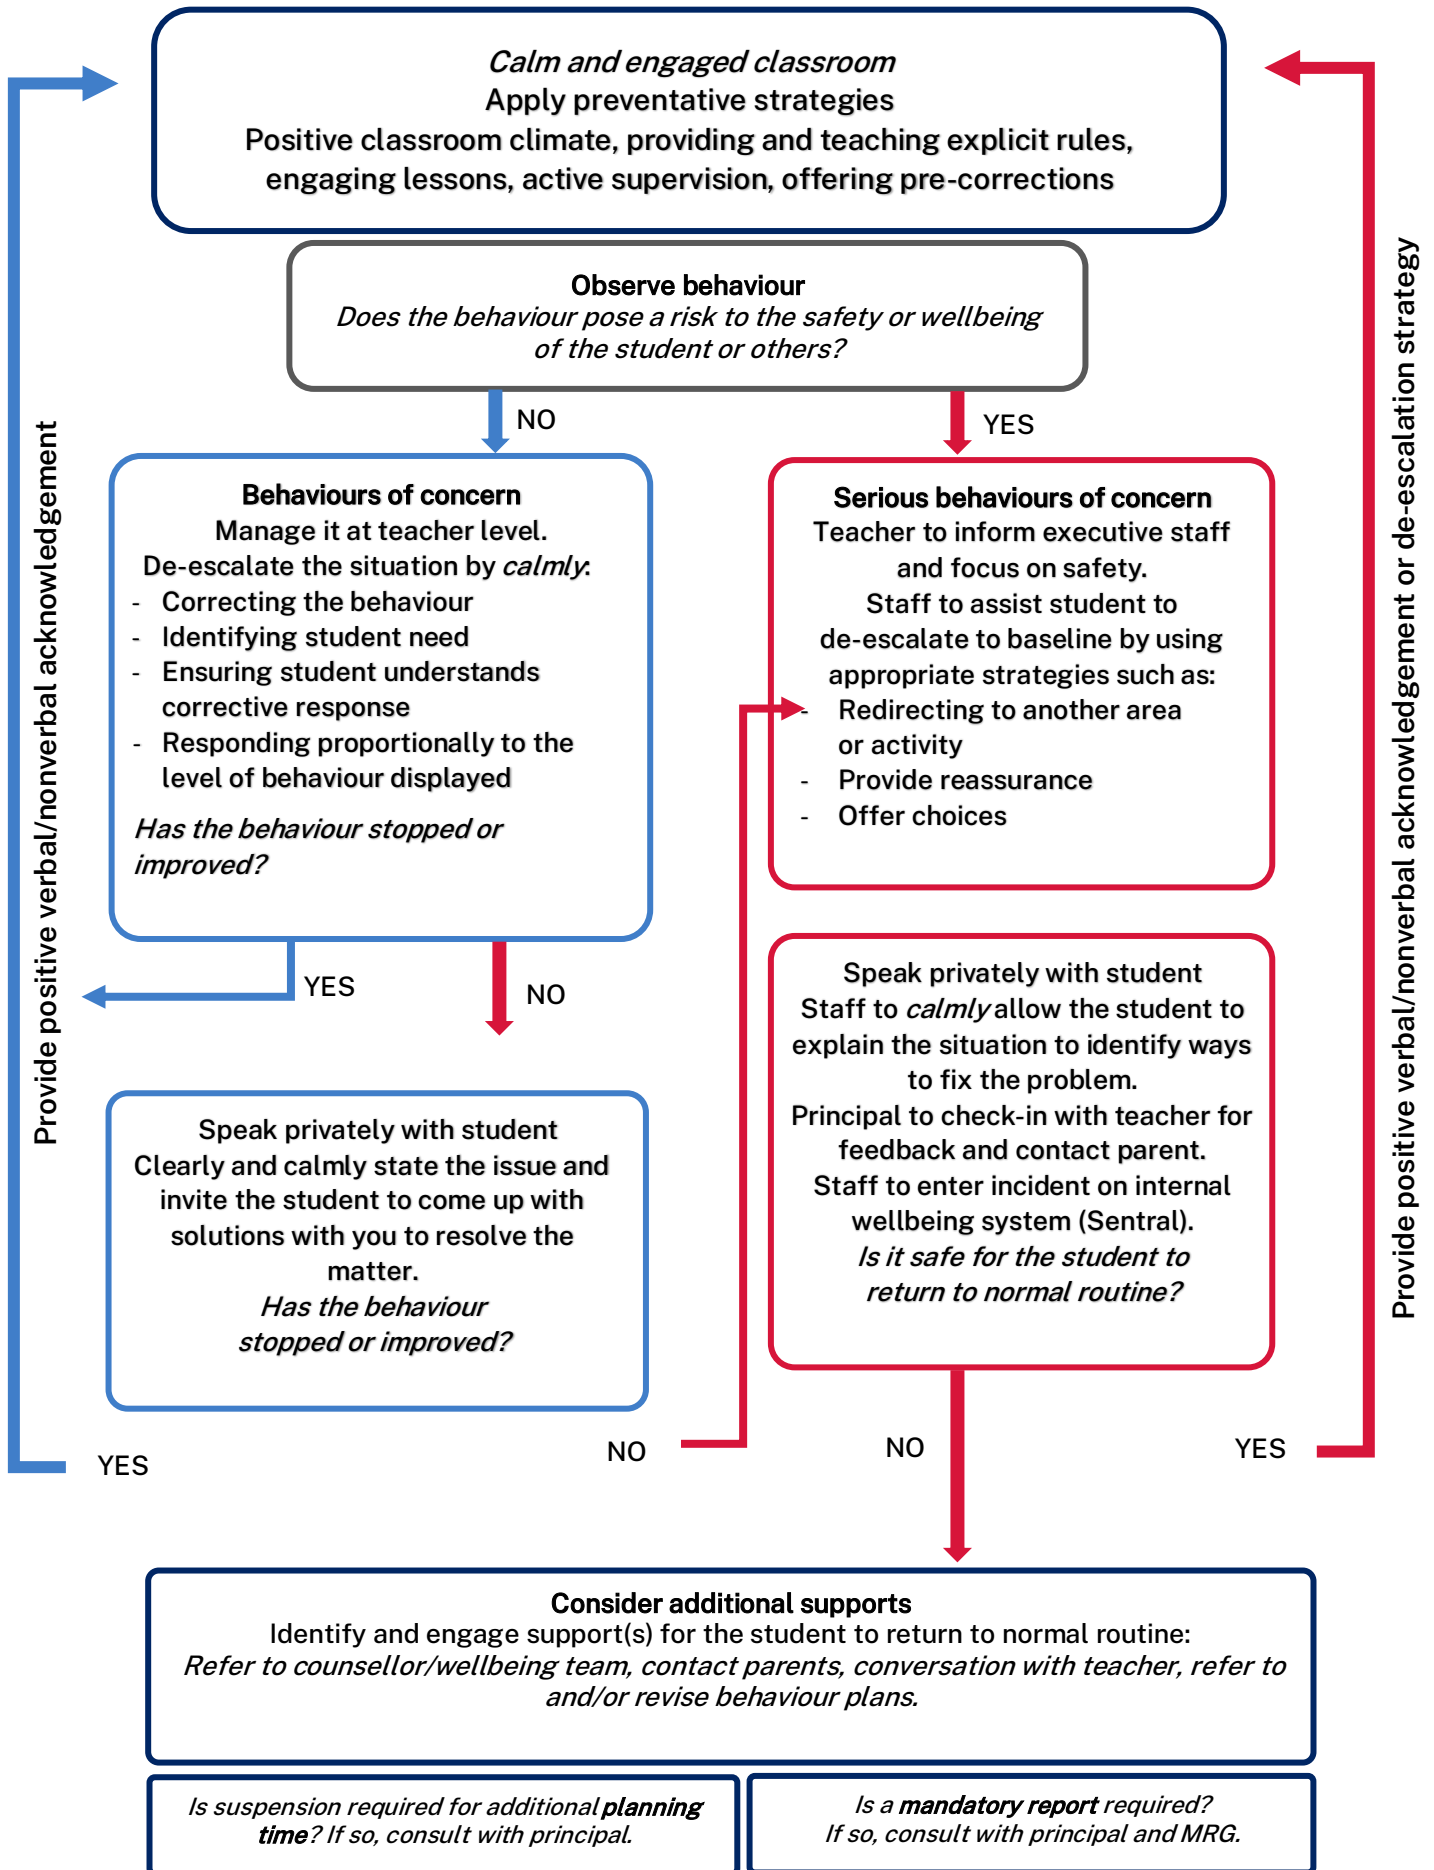 Calm and engaged classroom
Apply preventative strategies
Positive classroom climate, providing and teaching explicit rules,
engaging lessons, active supervision, offering pre-corrections
Observe behaviour
Does the behaviour pose a risk to the safety or wellbeing
of the student or others?
NO
YES
Behaviours of concern
Manage it at teacher level.
De-escalate the situation by calmly:
- Correcting the behaviour
- Identifying student need
- Ensuring student understands
corrective response
- Responding proportionally to the
level of behaviour displayed
Has the behaviour stopped or
improved?
YES
NO
Speak privately with student
Clearly and calmly state the issue and
invite the student to come up with
solutions with you to resolve the
matter.
Has the behaviour
stopped or improved?
YES
NO
Provide positive verbal/nonverbal acknowledgement
Serious behaviours of concern
Teacher to inform executive staff
and focus on safety.
Staff to assist student to
de-escalate to baseline by using
appropriate strategies such as:
- Redirecting to another area
or activity
- Provide reassurance
- Offer choices
Speak privately with student
Staff to calmly allow the student to
explain the situation to identify ways
to fix the problem.
Principal to check-in with teacher for
feedback and contact parent.
Staff to enter incident on internal
wellbeing system (Sentral).
Is it safe for the student to
return to normal routine?
NO
YES
Provide positive verbal/nonverbal acknowledgement or de-escalation strategy
Consider additional supports
Identify and engage support(s) for the student to return to normal routine:
Refer to counsellor/wellbeing team, contact parents, conversation with teacher, refer to
and/or revise behaviour plans.
Is suspension required for additional planning
time? If so, consult with principal.
Is a mandatory report required?
If so, consult with principal and MRG.